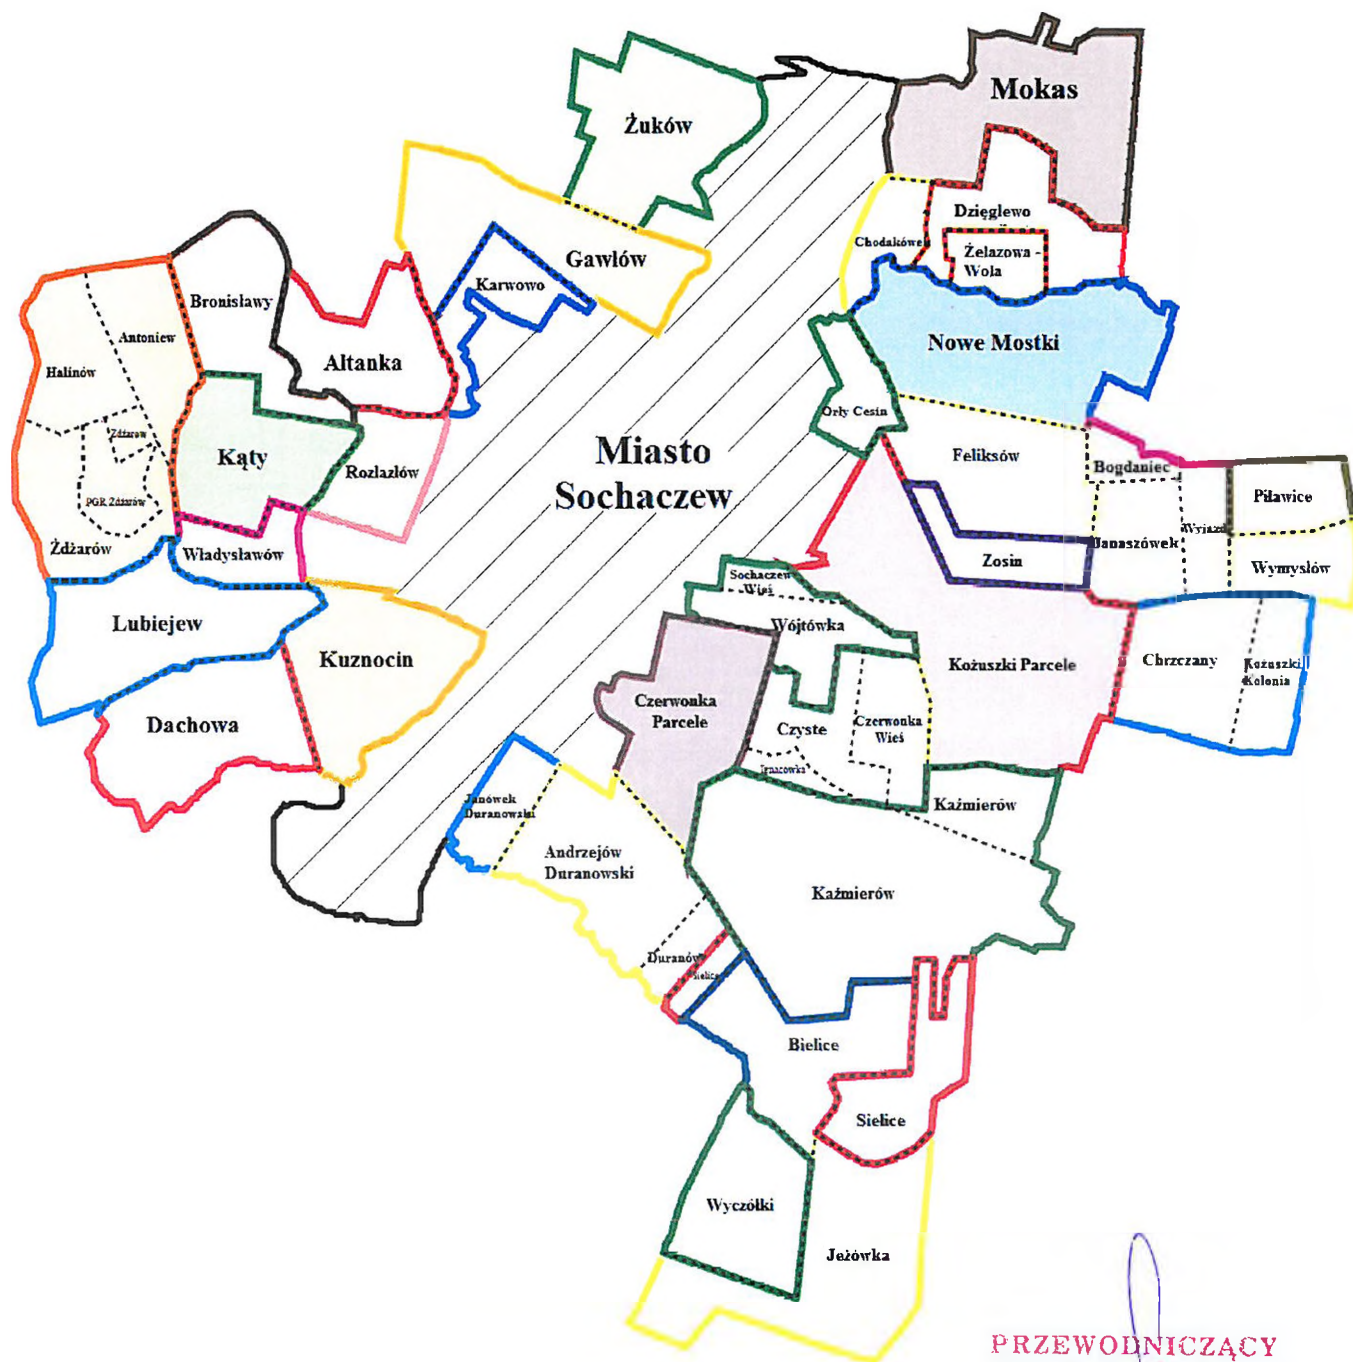 Mokas
Żuków
Dzięglewo
Chodakówek
Żelazowa -
Wola
Gawłów
Karwowo
Bronisławy
Antoniew
Altanka
Halinów
Nowe Mostki
Orły Cesin
Żdżarów
Kąty
Rozlazłów
Miasto
Sochaczew
Feliksów
Bogdaniec
Piławice
PGR Żdżarów
Wyjazd
Żdżarów
Władysławów
Janaszówek
Zosin
Wymysłów
Sochaczew
Wieś
Lubiejew
Wójtówka
Kuznocin
Kożuszki Parcele
Chrzczany
Kożuszki
Kolonia
Czerwonka
Parcele
Dachowa
Czyste
Czerwonka
Wieś
Janówek
Duranowski
Kaźmierów
Andrzejów
Duranowski
Kaźmierów
Duranów
Sielice
Bielice
Sielice
Wyczółki
Jeżówka
PRZEWODNICZĄCY